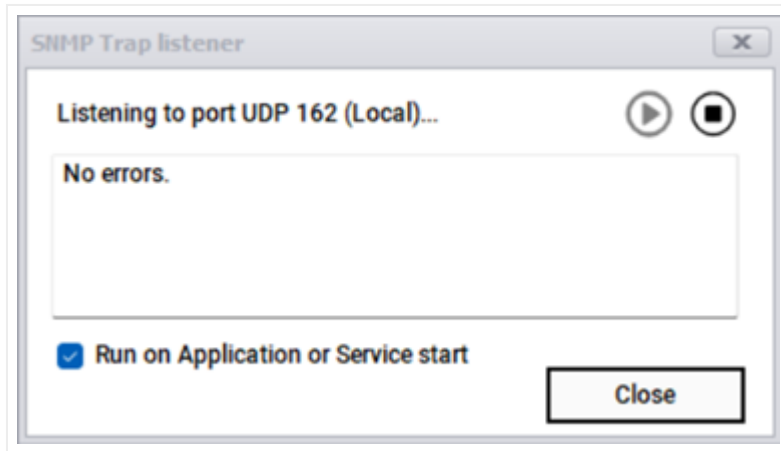 SNMP Trap listener
Listening to port UDP 162 (Local)...
No errors.
Run on Application or Service start
Close